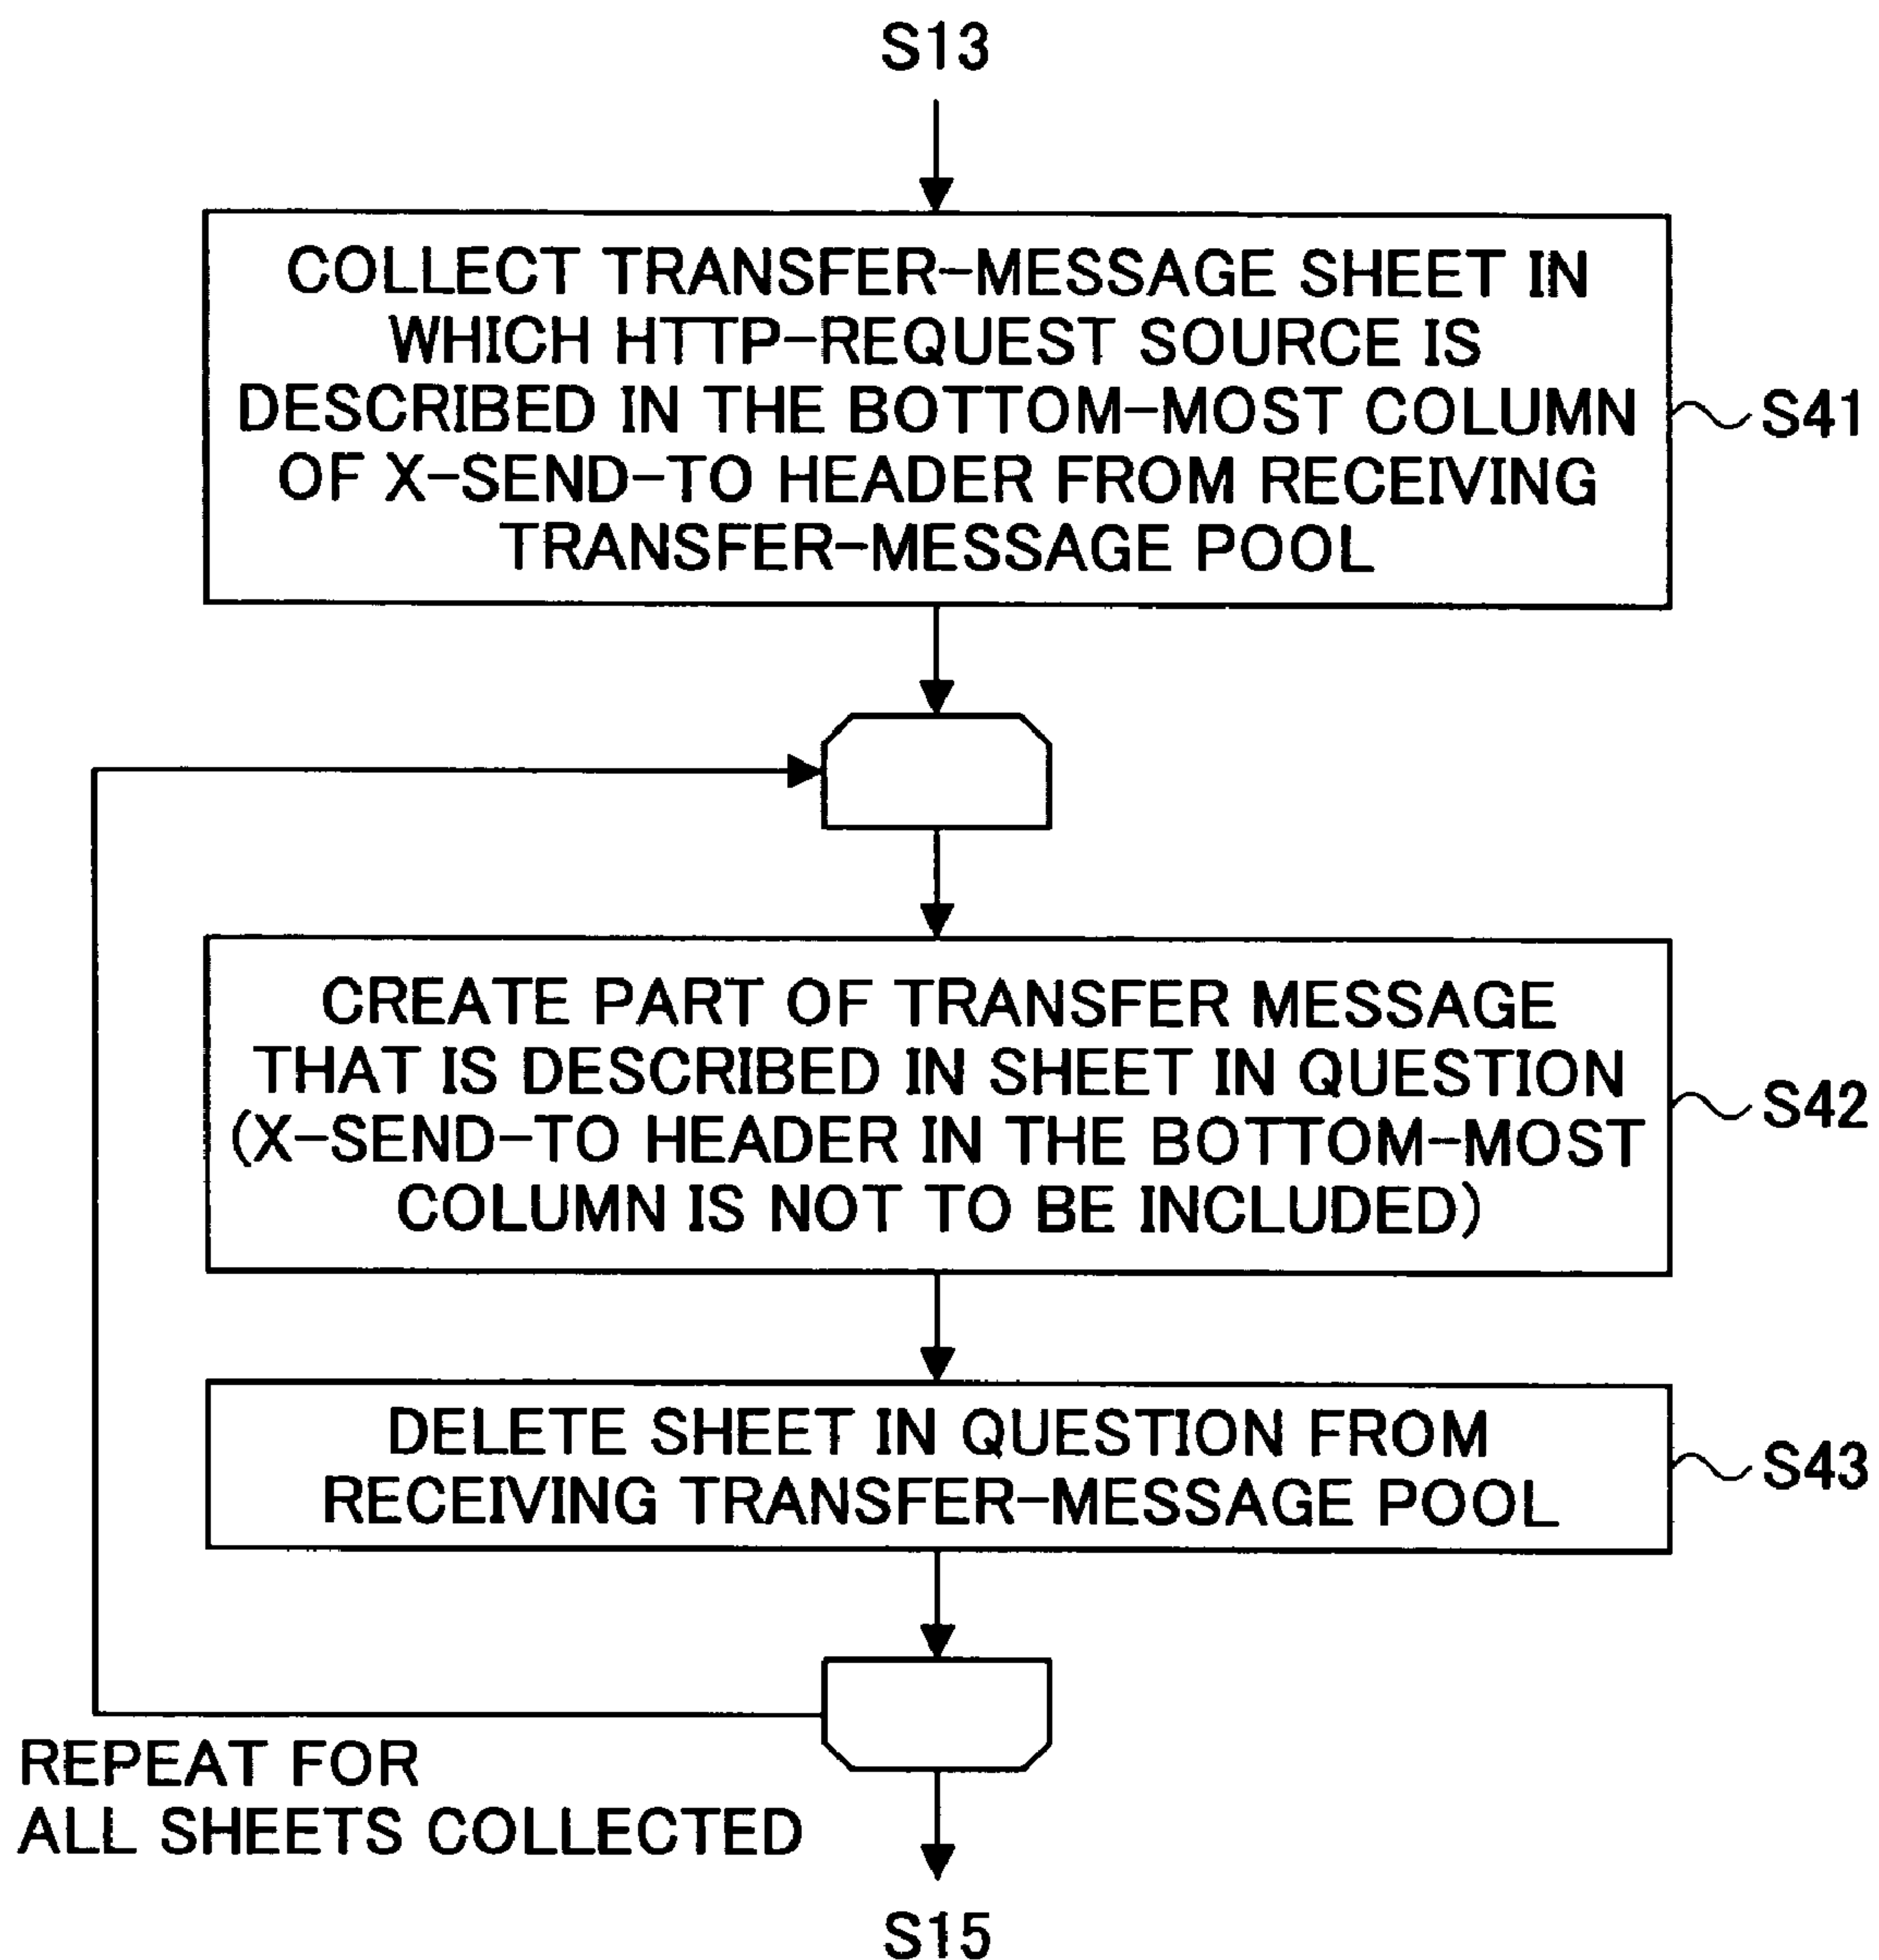 S13
COLLECT TRANSFER-MESSAGE SHEET IN
WHICH HTTP-REQUEST SOURCE IS
DESCRIBED IN THE BOTTOM-MOST COLUMN
OF X-SEND-TO HEADER FROM RECEIVING
TRANSFER-MESSAGE POOL
S41
CREATE PART OF TRANSFER MESSAGE
THAT IS DESCRIBED IN SHEET IN QUESTION
(X-SEND-TO HEADER IN THE BOTTOM-MOST
COLUMN IS NOT TO BE INCLUDED)
S42
DELETE SHEET IN QUESTION FROM
RECEIVING TRANSFER-MESSAGE POOL
S43
REPEAT FOR
ALL SHEETS COLLECTED
S15